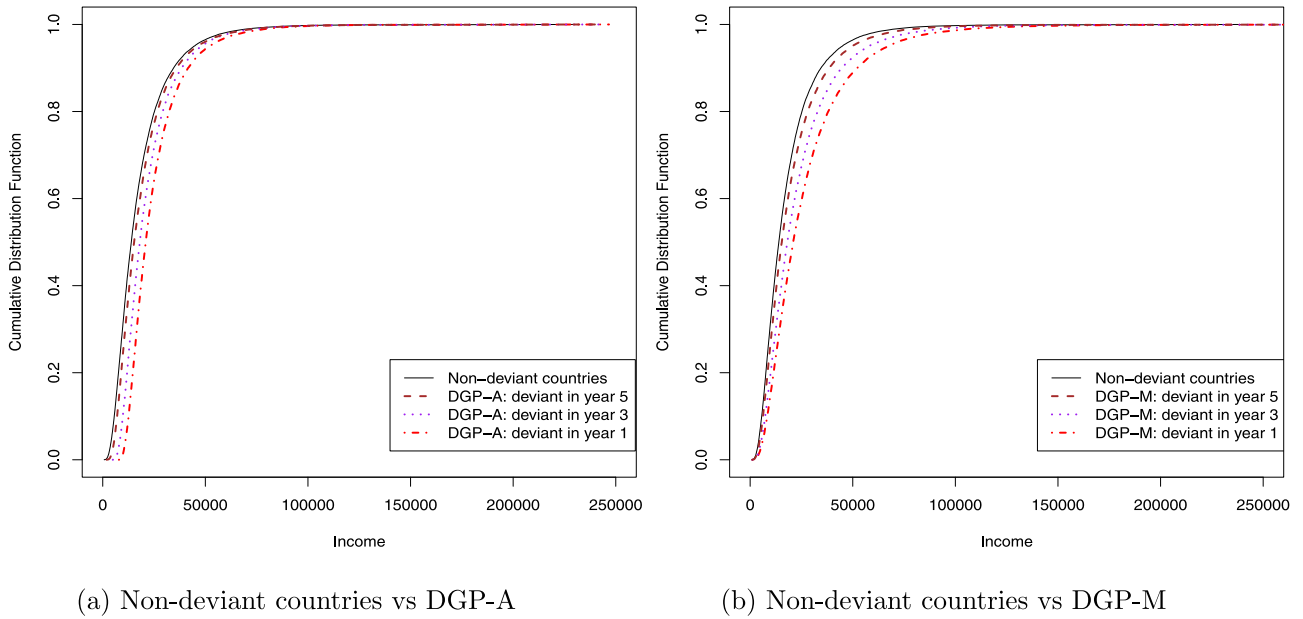 Cumulative Distribution Function
1.0
0.8
0.6
0.4
0.2
0.0
Non−deviant countries
DGP−A: deviant in year 5
DGP−A: deviant in year 3
DGP−A: deviant in year 1
0 50000 100000 150000 200000 250000
Income
(a) Non-deviant countries vs DGP-A
Cumulative Distribution Function
1.0
0.8
0.6
0.4
0.2
0.0
Non−deviant countries
DGP−M: deviant in year 5
DGP−M: deviant in year 3
DGP−M: deviant in year 1
0 50000 100000 150000 200000 250000
Income
(b) Non-deviant countries vs DGP-M